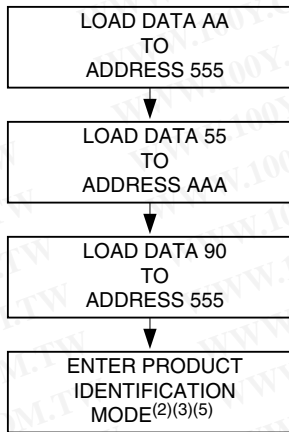 LOAD DATA AA
TO
ADDRESS 555
LOAD DATA 55
TO
ADDRESS AAA
LOAD DATA 90
TO
ADDRESS 555
ENTER PRODUCT
IDENTIFICATION
MODE(2)(3)(5)